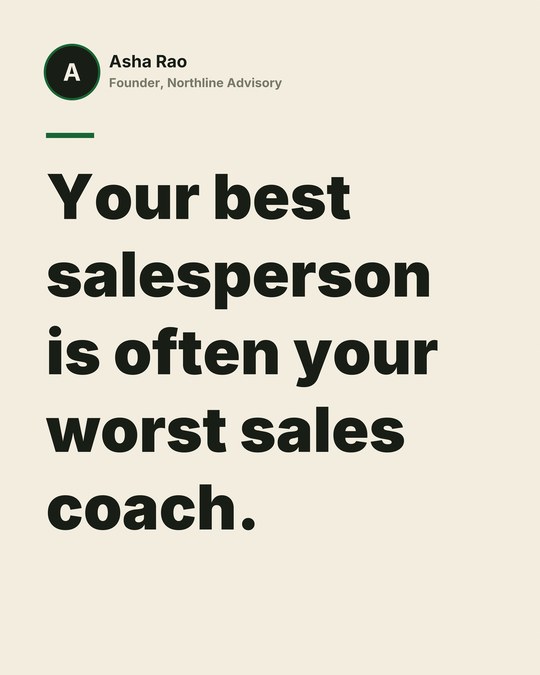 A
Asha Rao
Founder, Northline Advisory
Your best
salesperson
is often your
worst sales
coach.